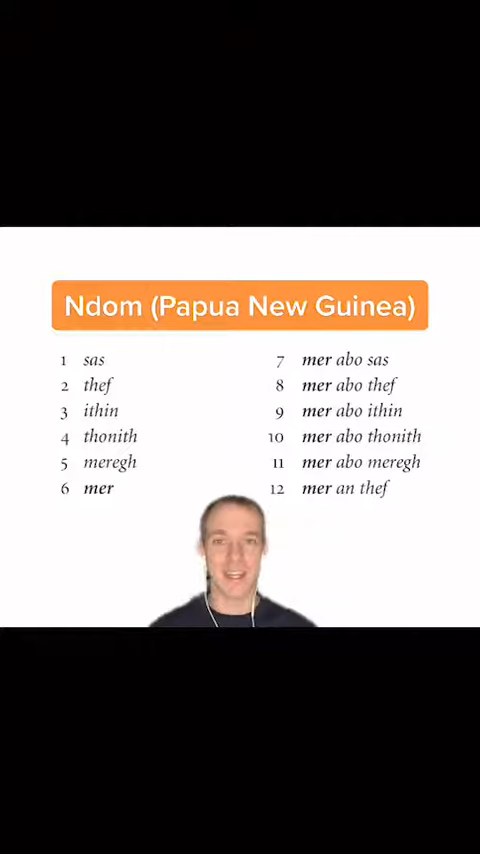 Ndom (Papua New Guinea)
1 sas
2 thef
3 ithin
4 thonith
5 meregh
6 mer
7 mer abo sas
8 mer abo thef
9 mer abo ithin
10 mer abo thonith
11 mer abo meregh
12 mer an thef